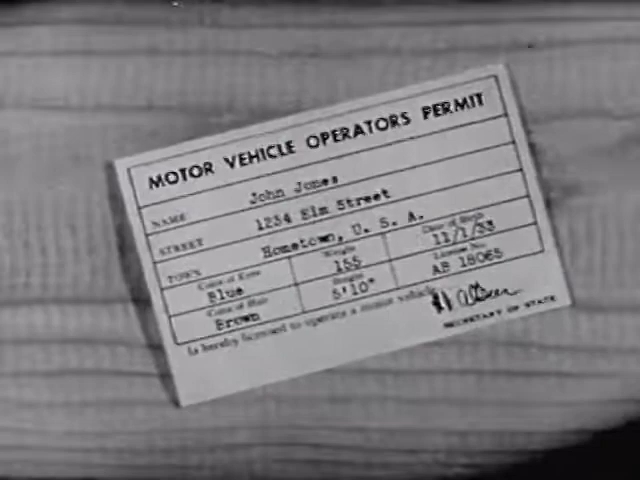 MOTOR VEHICLE OPERATORS PERMIT
NAME John Jones
STREET 1234 Elm Street
TOWN Hometown, U. S. A.
Color of Eyes Weight Date of Birth
Blue 155 11/1/33
Color of Hair Height License No.
Brown 5'10" AB 18065
Is hereby licensed to operate a motor vehicle
SECRETARY OF STATE